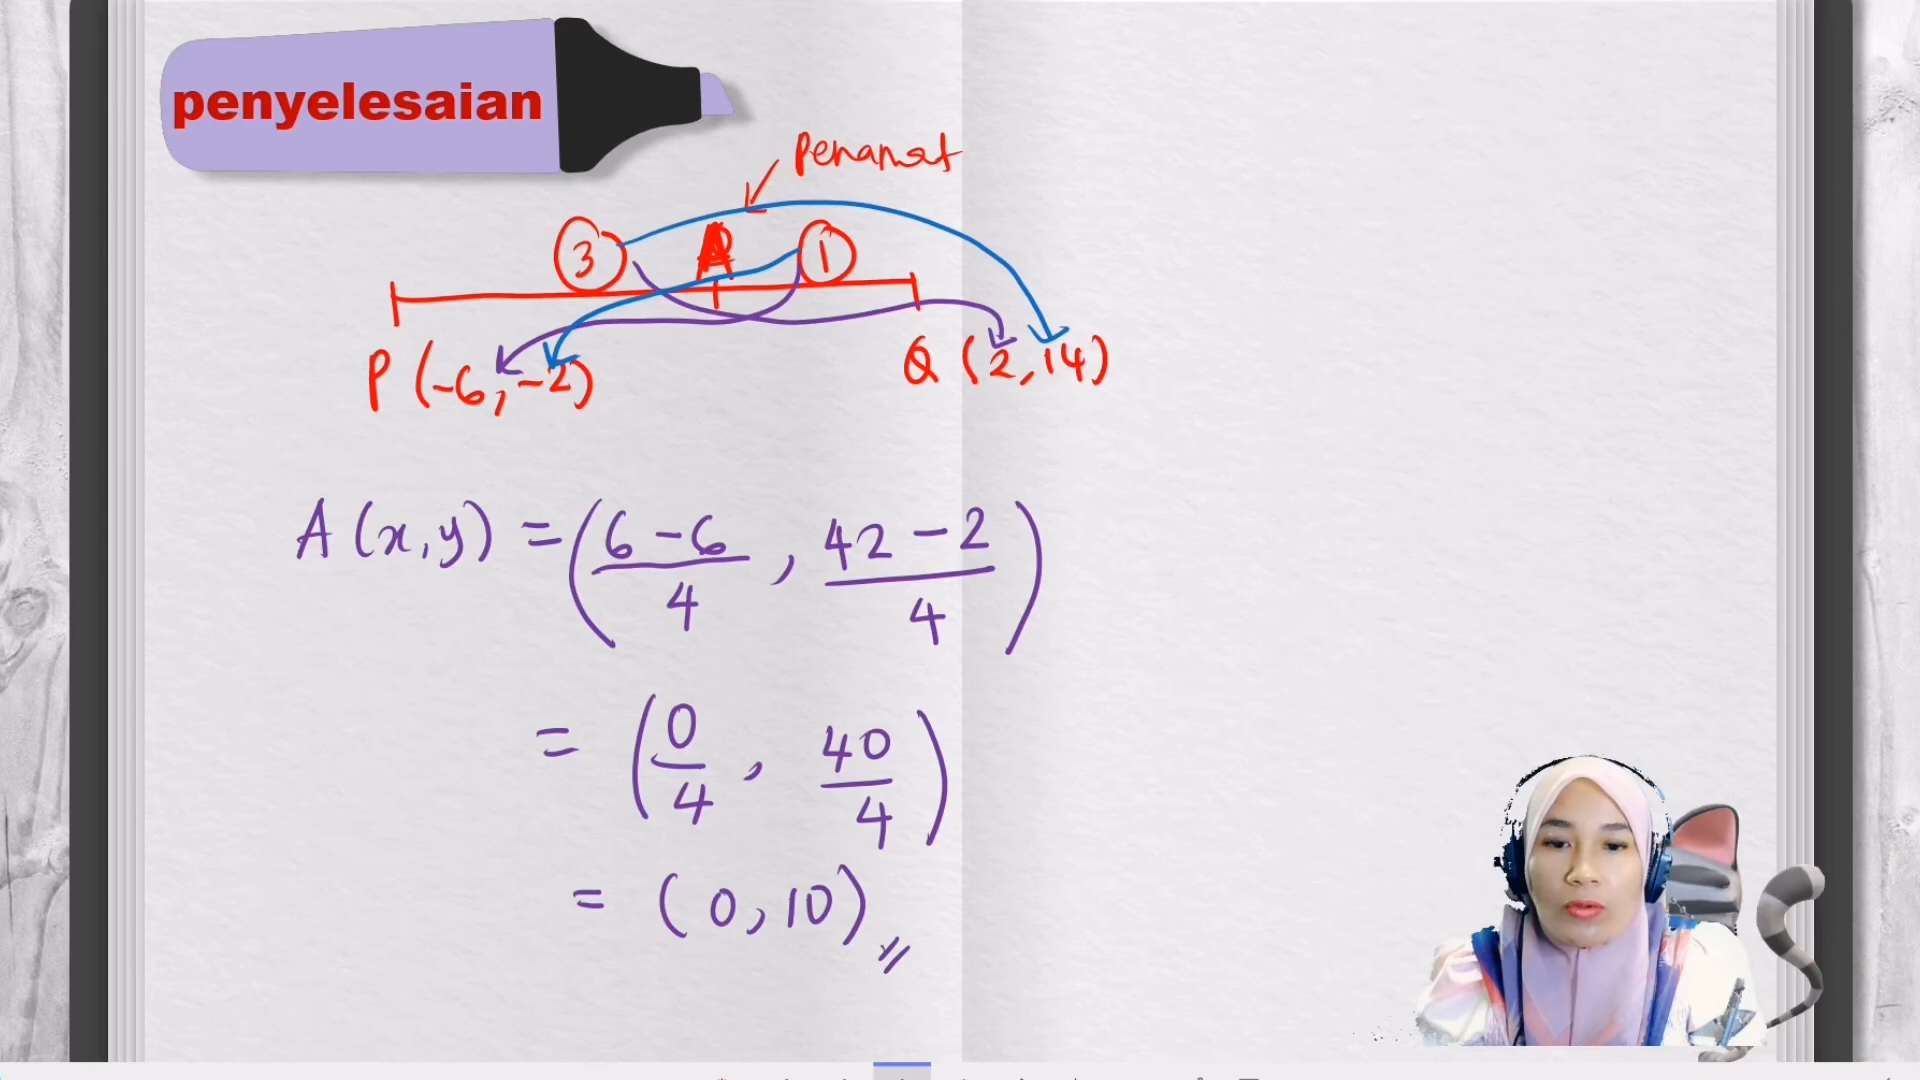 penyelesaian
Penamat
3 A 1
P (-6, -2) Q (2, 14)
A (x, y) = (6 - 6 / 4 , 42 - 2 / 4)
= (0 / 4 , 40 / 4)
= (0, 10)